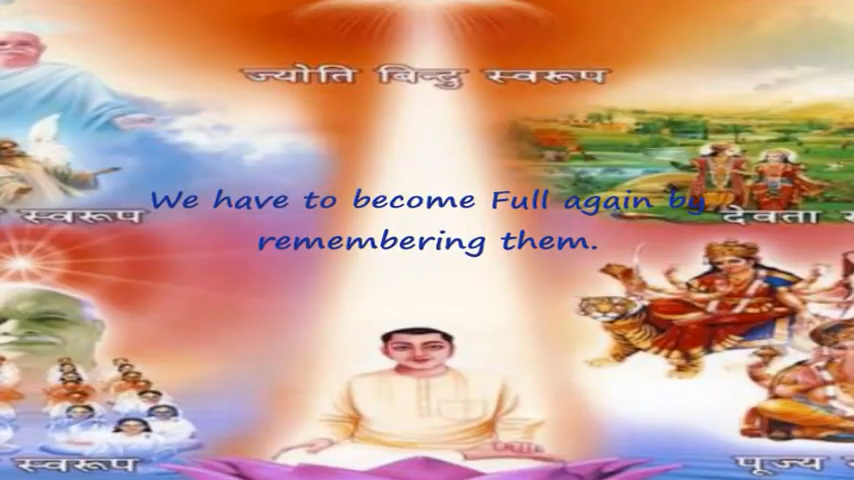 ज्योति बिन्दु स्वरूप
We have to become Full again by
remembering them.
स्वरूप
देवता
स्वरूप
पूज्य